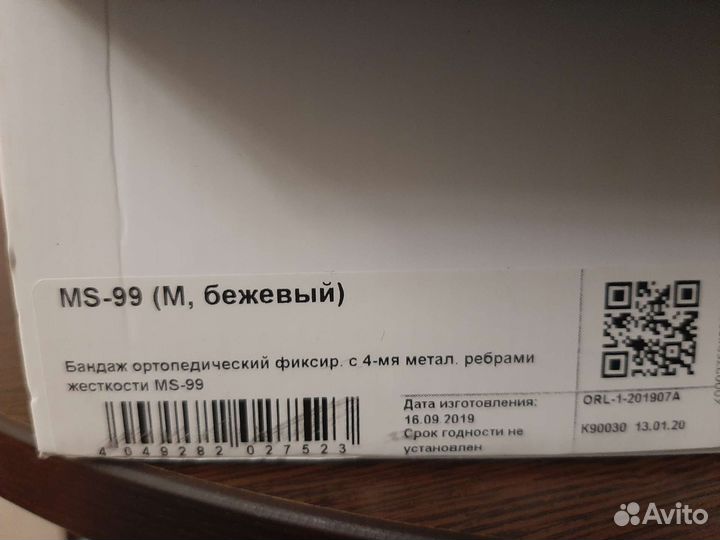 MS-99 (M, бежевый)
Бандаж ортопедический фиксир. с 4-мя метал. ребрами
жесткости MS-99
4 049282 027523
Дата изготовления:
16.09.2019
Срок годности не
установлен
ORL-1-201907A
K90030 13.01.20
Avito